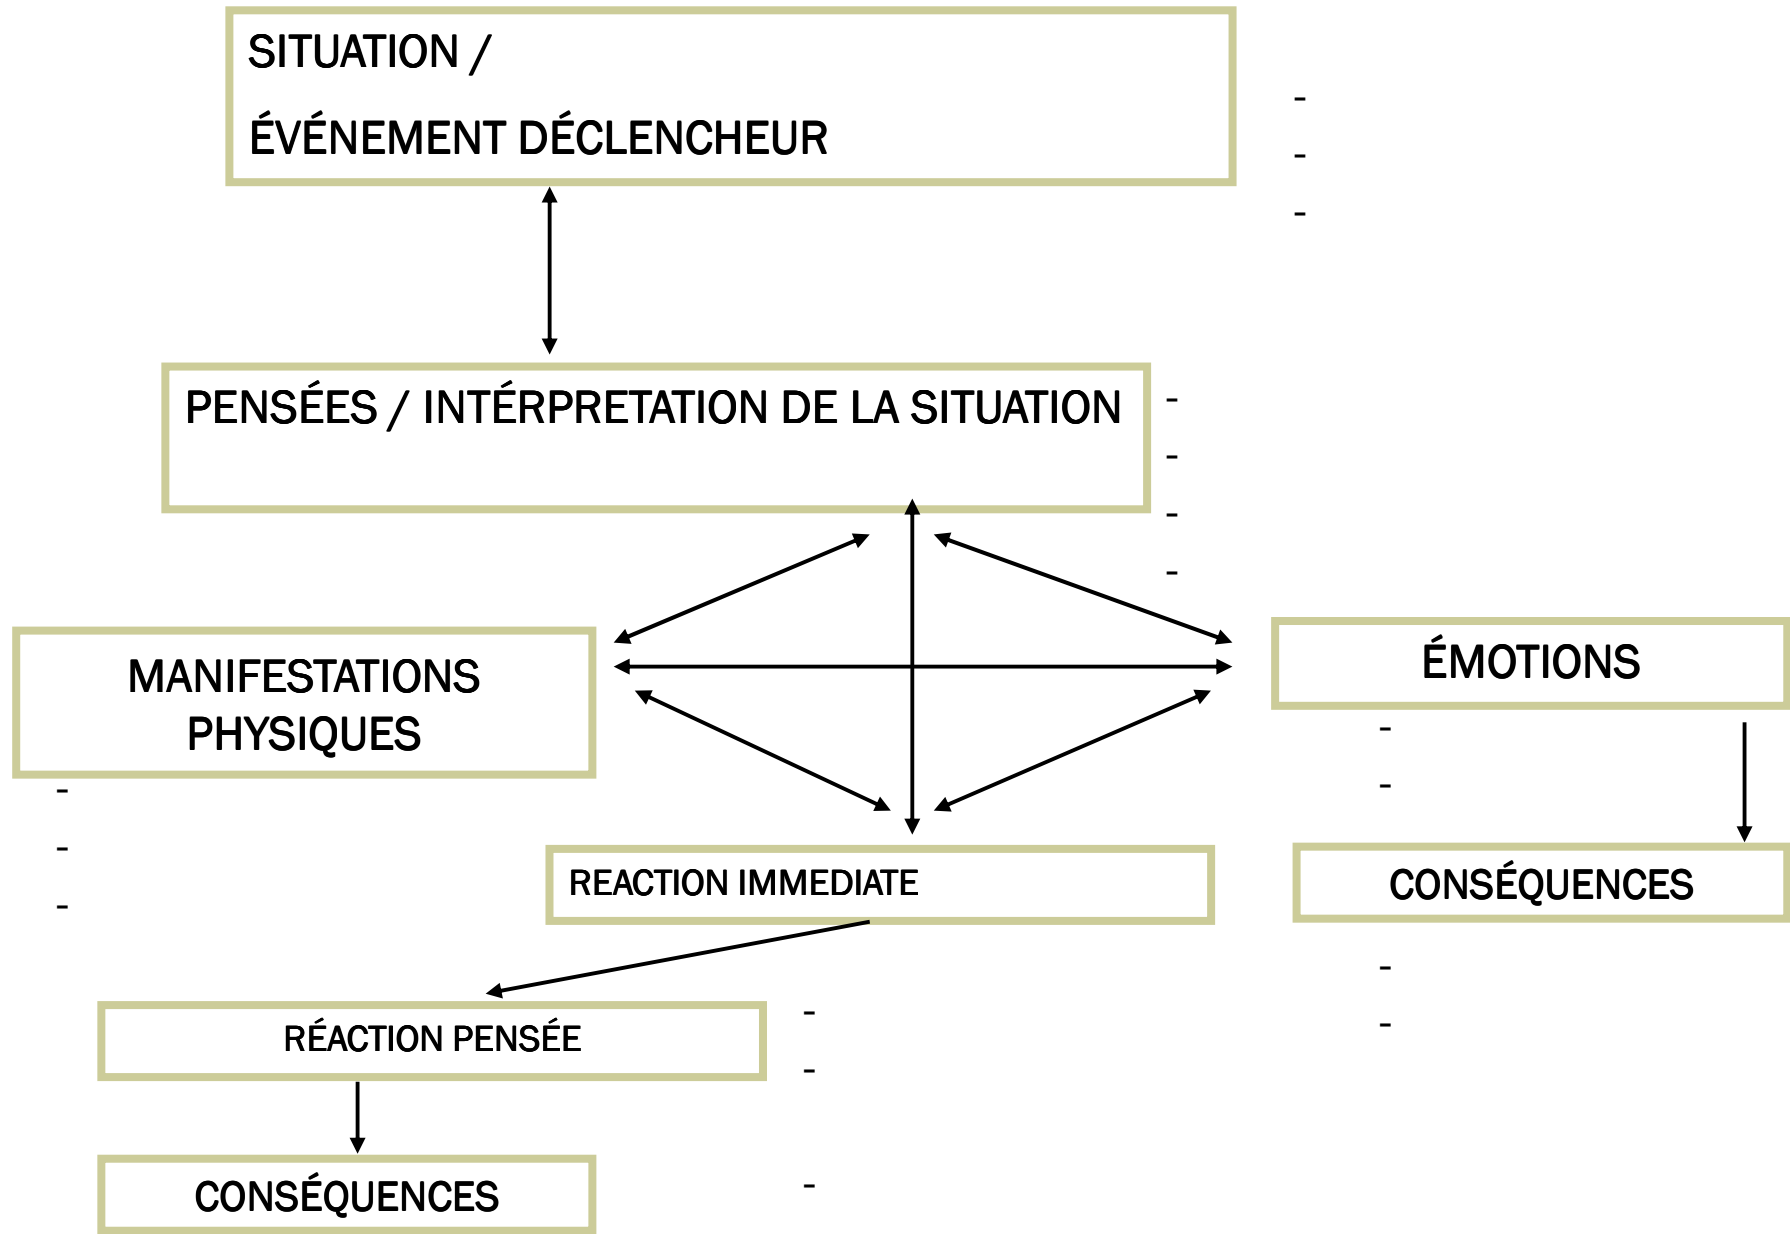 SITUATION /
ÉVÉNEMENT DÉCLENCHEUR
-
-
-
PENSÉES / INTÉRPRETATION DE LA SITUATION
-
-
-
-
MANIFESTATIONS
PHYSIQUES
-
-
-
ÉMOTIONS
-
-
REACTION IMMEDIATE
CONSÉQUENCES
-
-
RÉACTION PENSÉE
-
-
-
CONSÉQUENCES